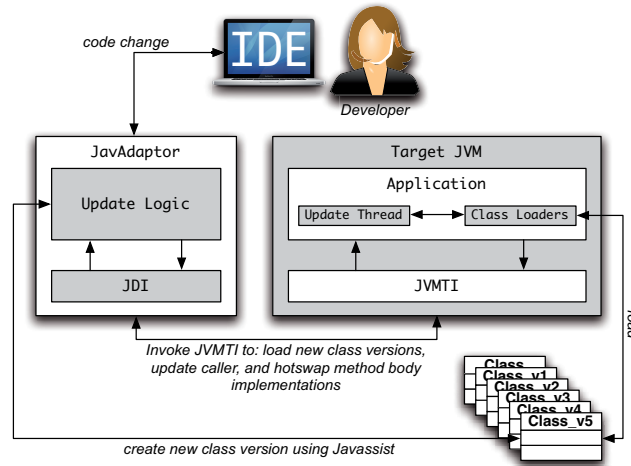 code change
IDE
Developer
JavAdaptor
Update Logic
JDI
Target JVM
Application
Update Thread
Class Loaders
JVMTI
Invoke JVMTI to: load new class versions,
update caller, and hotswap method body
implementations
load
Class
Class_v1
Class_v2
Class_v3
Class_v4
Class_v5
create new class version using Javassist